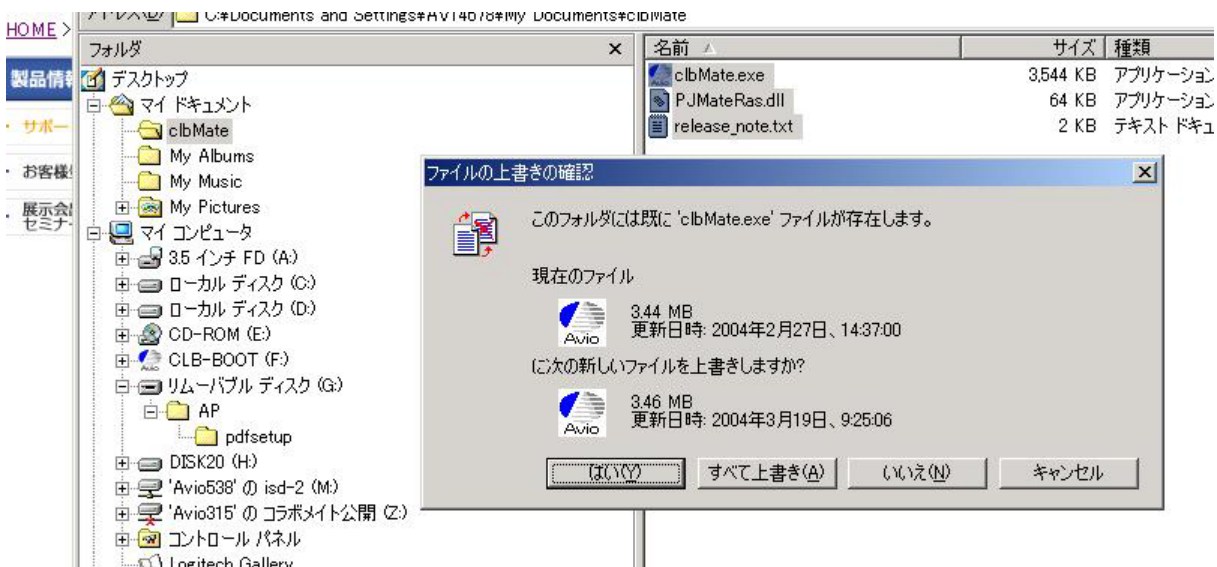 アドレス(D) C:¥Documents and Settings¥AV14678¥My Documents¥clbMate
HOME >
フォルダ ×
名前 サイズ 種類
製品情報
デスクトップ
マイ ドキュメント
サポー
clbMate
My Albums
お客様
My Music
展示会
セミナ
My Pictures
マイ コンピュータ
3.5 インチ FD (A:)
ローカル ディスク (C:)
ローカル ディスク (D:)
CD-ROM (E:)
CLB-BOOT (F:)
リムーバブル ディスク (G:)
AP
pdfsetup
DISK20 (H:)
'Avio538' の isd-2 (M:)
'Avio315' の コラボメイト公開 (Z:)
コントロール パネル
Logitech Gallery
clbMate.exe 3,544 KB アプリケーション
PJMateRas.dll 64 KB アプリケーション
release_note.txt 2 KB テキスト ドキュ
ファイルの上書きの確認
このフォルダには既に 'clbMate.exe' ファイルが存在します。
現在のファイル
Avio
3.44 MB
更新日時: 2004年2月27日、14:37:00
に次の新しいファイルを上書きしますか?
Avio
3.46 MB
更新日時: 2004年3月19日、9:25:06
はい(Y) すべて上書き(A) いいえ(N) キャンセル